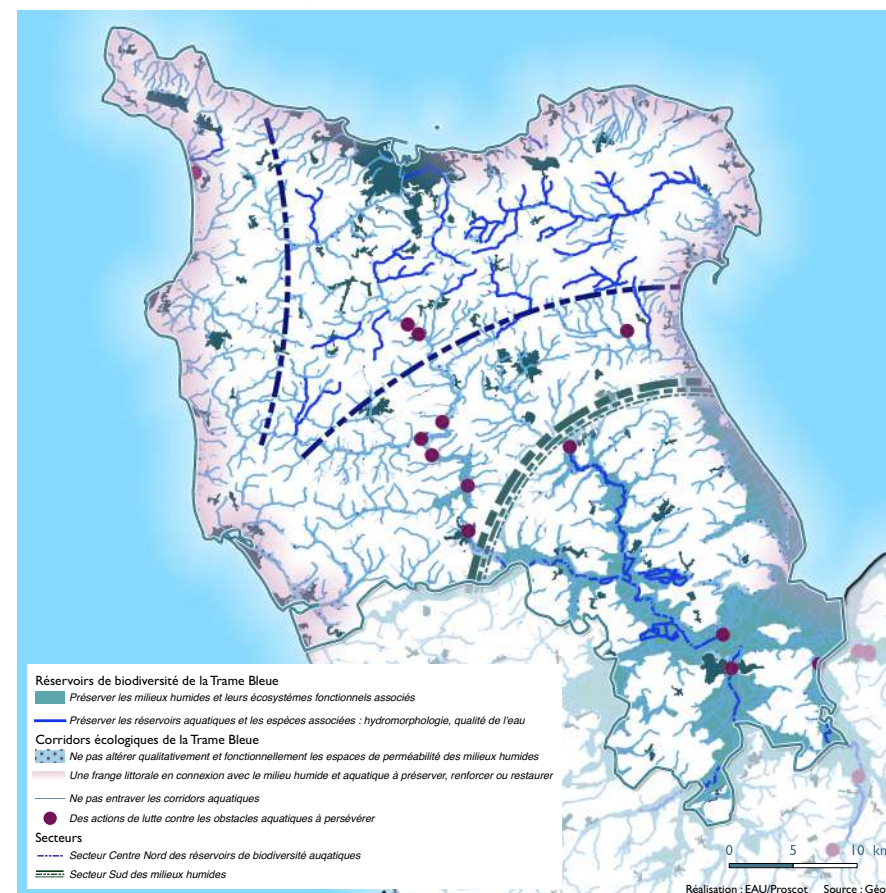 Réservoirs de biodiversité de la Trame Bleue
Préserver les milieux humides et leurs écosystèmes fonctionnels associés
Préserver les réservoirs aquatiques et les espèces associées : hydromorphologie, qualité de l'eau
Corridors écologiques de la Trame Bleue
Ne pas altérer qualitativement et fonctionnellement les espaces de perméabilité des milieux humides
Une frange littorale en connexion avec le milieu humide et aquatique à préserver, renforcer ou restaurer
Ne pas entraver les corridors aquatiques
Des actions de lutte contre les obstacles aquatiques à persévérer
Secteurs
Secteur Centre Nord des réservoirs de biodiversité auqatiques
Secteur Sud des milieux humides
0 5 10 km
Réalisation : EAU/Proscot Source : Géo